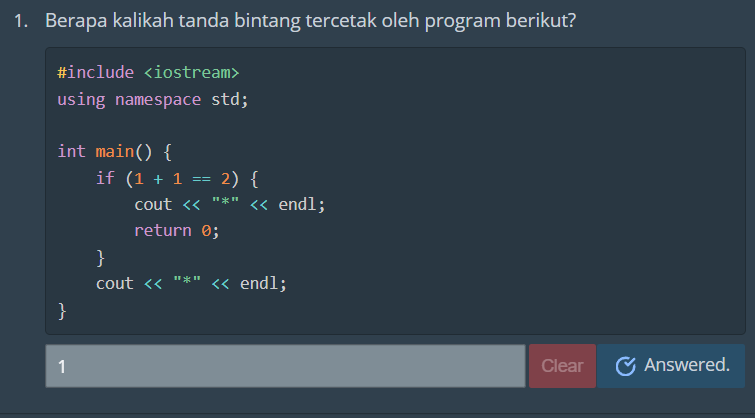 1. Berapa kalikah tanda bintang tercetak oleh program berikut?
#include <iostream>
using namespace std;
int main() {
    if (1 + 1 == 2) {
        cout << "*" << endl;
        return 0;
    }
    cout << "*" << endl;
}
1 Clear Answered.